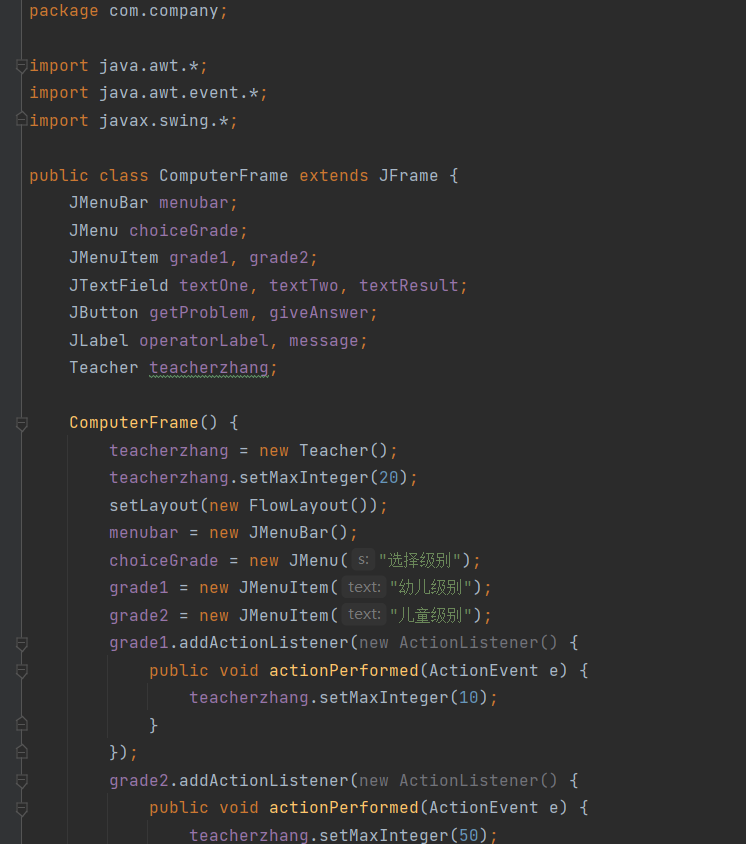 package com.company;
import java.awt.*;
import java.awt.event.*;
import javax.swing.*;
public class ComputerFrame extends JFrame {
JMenuBar menubar;
JMenu choiceGrade;
JMenuItem grade1, grade2;
JTextField textOne, textTwo, textResult;
JButton getProblem, giveAnswer;
JLabel operatorLabel, message;
Teacher teacherzhang;
ComputerFrame() {
teacherzhang = new Teacher();
teacherzhang.setMaxInteger(20);
setLayout(new FlowLayout());
menubar = new JMenuBar();
choiceGrade = new JMenu( s: "选择级别");
grade1 = new JMenuItem( text: "幼儿级别");
grade2 = new JMenuItem( text: "儿童级别");
grade1.addActionListener(new ActionListener() {
public void actionPerformed(ActionEvent e) {
teacherzhang.setMaxInteger(10);
}
});
grade2.addActionListener(new ActionListener() {
public void actionPerformed(ActionEvent e) {
teacherzhang.setMaxInteger(50);